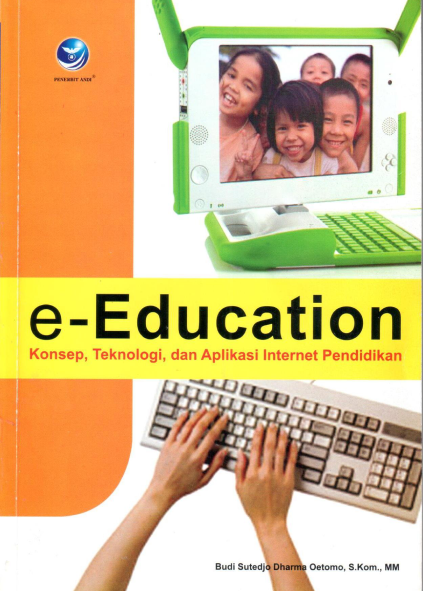 PENERBIT ANDI ®
e-Education
Konsep, Teknologi, dan Aplikasi Internet Pendidikan
Budi Sutedjo Dharma Oetomo, S.Kom., MM